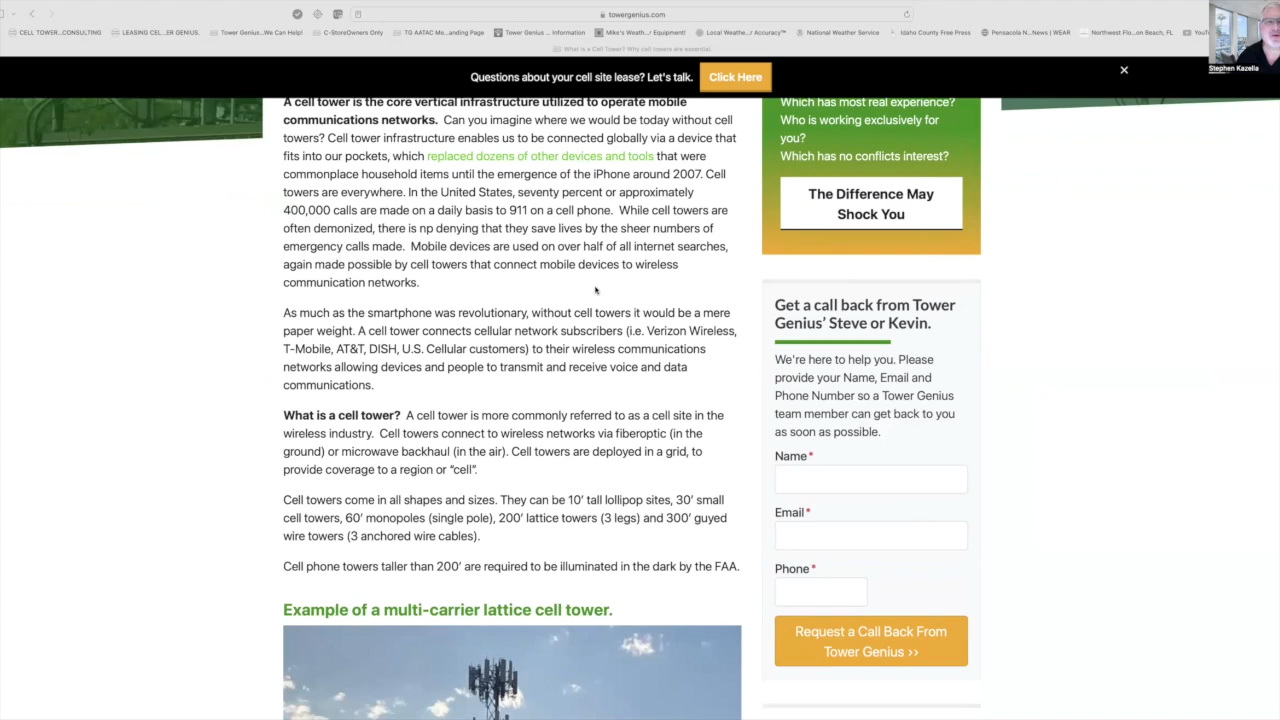 towergenius.com
CELL TOWER...CONSULTING
LEASING CEL...ER GENIUS.
Tower Genius...We Can Help!
C-StoreOwners Only
TG AATAC Me...anding Page
Tower Genius ... Information
Mike's Weath...r Equipment!
Local Weathe...r Accuracy™
National Weather Service
Idaho County Free Press
Pensacola N...News | WEAR
Northwest Flo...on Beach, FL
What is a Cell Tower? Why cell towers are essential.
Stephen Kazella
Questions about your cell site lease? Let's talk.
Click Here
A cell tower is the core vertical infrastructure utilized to operate mobile
communications networks. Can you imagine where we would be today without cell
towers? Cell tower infrastructure enables us to be connected globally via a device that
fits into our pockets, which replaced dozens of other devices and tools that were
commonplace household items until the emergence of the iPhone around 2007. Cell
towers are everywhere. In the United States, seventy percent or approximately
400,000 calls are made on a daily basis to 911 on a cell phone. While cell towers are
often demonized, there is np denying that they save lives by the sheer numbers of
emergency calls made. Mobile devices are used on over half of all internet searches,
again made possible by cell towers that connect mobile devices to wireless
communication networks.
As much as the smartphone was revolutionary, without cell towers it would be a mere
paper weight. A cell tower connects cellular network subscribers (i.e. Verizon Wireless,
T-Mobile, AT&T, DISH, U.S. Cellular customers) to their wireless communications
networks allowing devices and people to transmit and receive voice and data
communications.
What is a cell tower? A cell tower is more commonly referred to as a cell site in the
wireless industry. Cell towers connect to wireless networks via fiberoptic (in the
ground) or microwave backhaul (in the air). Cell towers are deployed in a grid, to
provide coverage to a region or “cell”.
Cell towers come in all shapes and sizes. They can be 10’ tall lollipop sites, 30’ small
cell towers, 60’ monopoles (single pole), 200’ lattice towers (3 legs) and 300’ guyed
wire towers (3 anchored wire cables).
Cell phone towers taller than 200’ are required to be illuminated in the dark by the FAA.
Example of a multi-carrier lattice cell tower.
Which has most real experience?
Who is working exclusively for
you?
Which has no conflicts interest?
The Difference May
Shock You
Get a call back from Tower
Genius’ Steve or Kevin.
We're here to help you. Please
provide your Name, Email and
Phone Number so a Tower Genius
team member can get back to you
as soon as possible.
Name*
Email*
Phone*
Request a Call Back From
Tower Genius >>